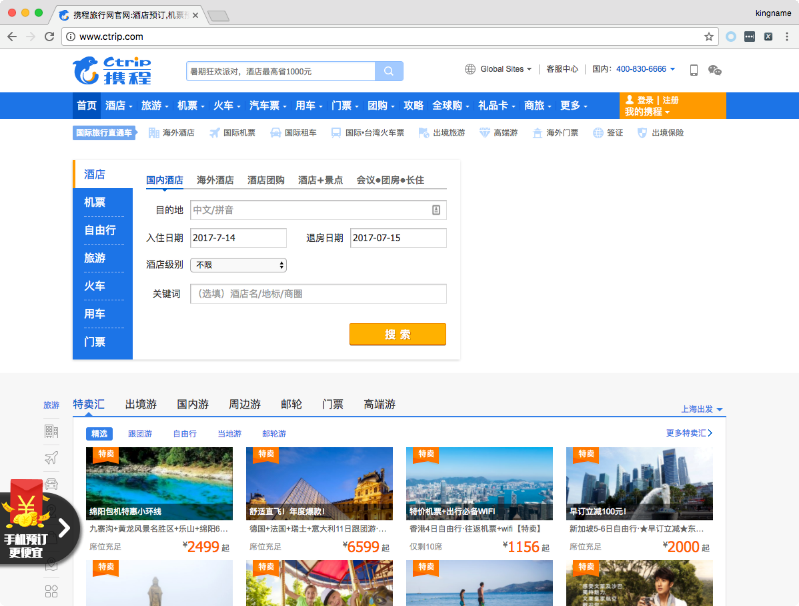 携程旅行网官网:酒店预订,机票
kingname
www.ctrip.com
Ctrip
携程
暑期狂欢派对，酒店最高省1000元
Global Sites
客服中心
国内: 400-830-6666
首页 酒店 旅游 机票 火车 汽车票 用车 门票 团购 攻略 全球购 礼品卡 商旅 更多
登录 | 注册
我的携程
国际旅行直通车 海外酒店 国际机票 国际租车 国际•台湾火车票 出境旅游 高端游 海外门票 签证 出境保险
酒店
机票
自由行
旅游
火车
用车
门票
国内酒店 海外酒店 酒店团购 酒店+景点 会议•团房•长住
目的地 中文/拼音
入住日期 2017-7-14 退房日期 2017-07-15
酒店级别 不限
关键词 （选填）酒店名/地标/商圈
搜 索
旅游
特卖汇 出境游 国内游 周边游 邮轮 门票 高端游
上海出发
精选 跟团游 自由行 当地游 邮轮游
更多特卖汇
特卖 特卖 特卖 特卖
绵阳包机特惠小环线
舒适直飞！年度爆款！
特价机票+出行必备WIFI
早订立减100元!
九寨沟+黄龙风景名胜区+乐山+绵阳6...
德国+法国+瑞士+意大利11日跟团游·...
香港4日自由行·往返机票+wifi【特卖】
新加坡5-6日自由行·★早订立减★东...
席位充足 ¥2499起
席位充足 ¥6599起
仅剩10席 ¥1156起
席位充足 ¥2000起
手机预订
更便宜
特卖 特卖 特卖 特卖